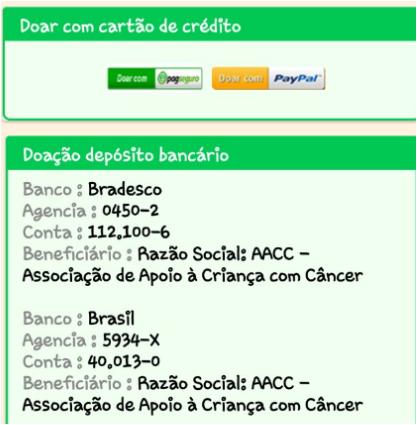 Doar com cartão de crédito
Doar com pagseguro Doar com PayPal
Doação depósito bancário
Banco : Bradesco
Agencia : 0450-2
Conta : 112.100-6
Beneficiário : Razão Social: AACC -
Associação de Apoio à Criança com Câncer
Banco : Brasil
Agencia : 5934-X
Conta : 40.013-0
Beneficiário : Razão Social: AACC -
Associação de Apoio à Criança com Câncer